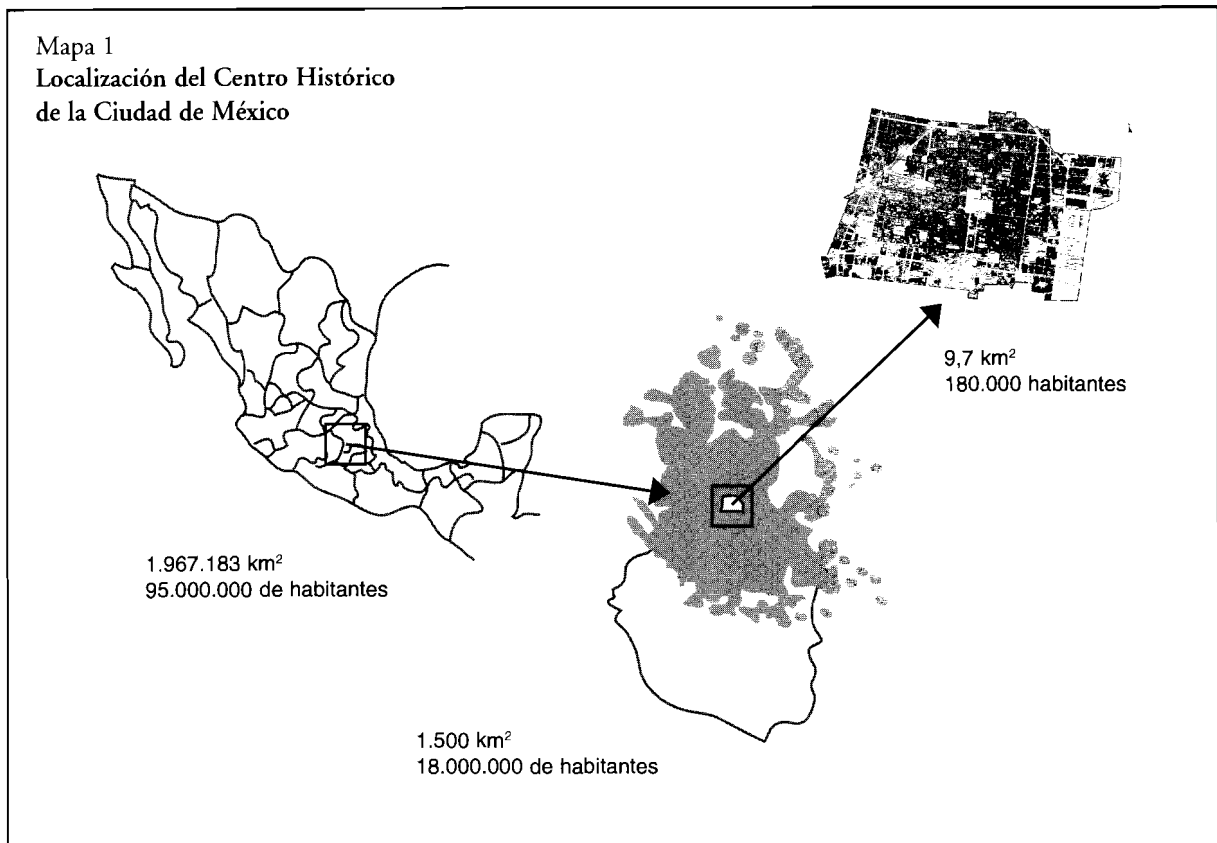 Mapa 1
Localización del Centro Histórico
de la Ciudad de México
9,7 km²
180.000 habitantes
1.967.183 km²
95.000.000 de habitantes
1.500 km²
18.000.000 de habitantes